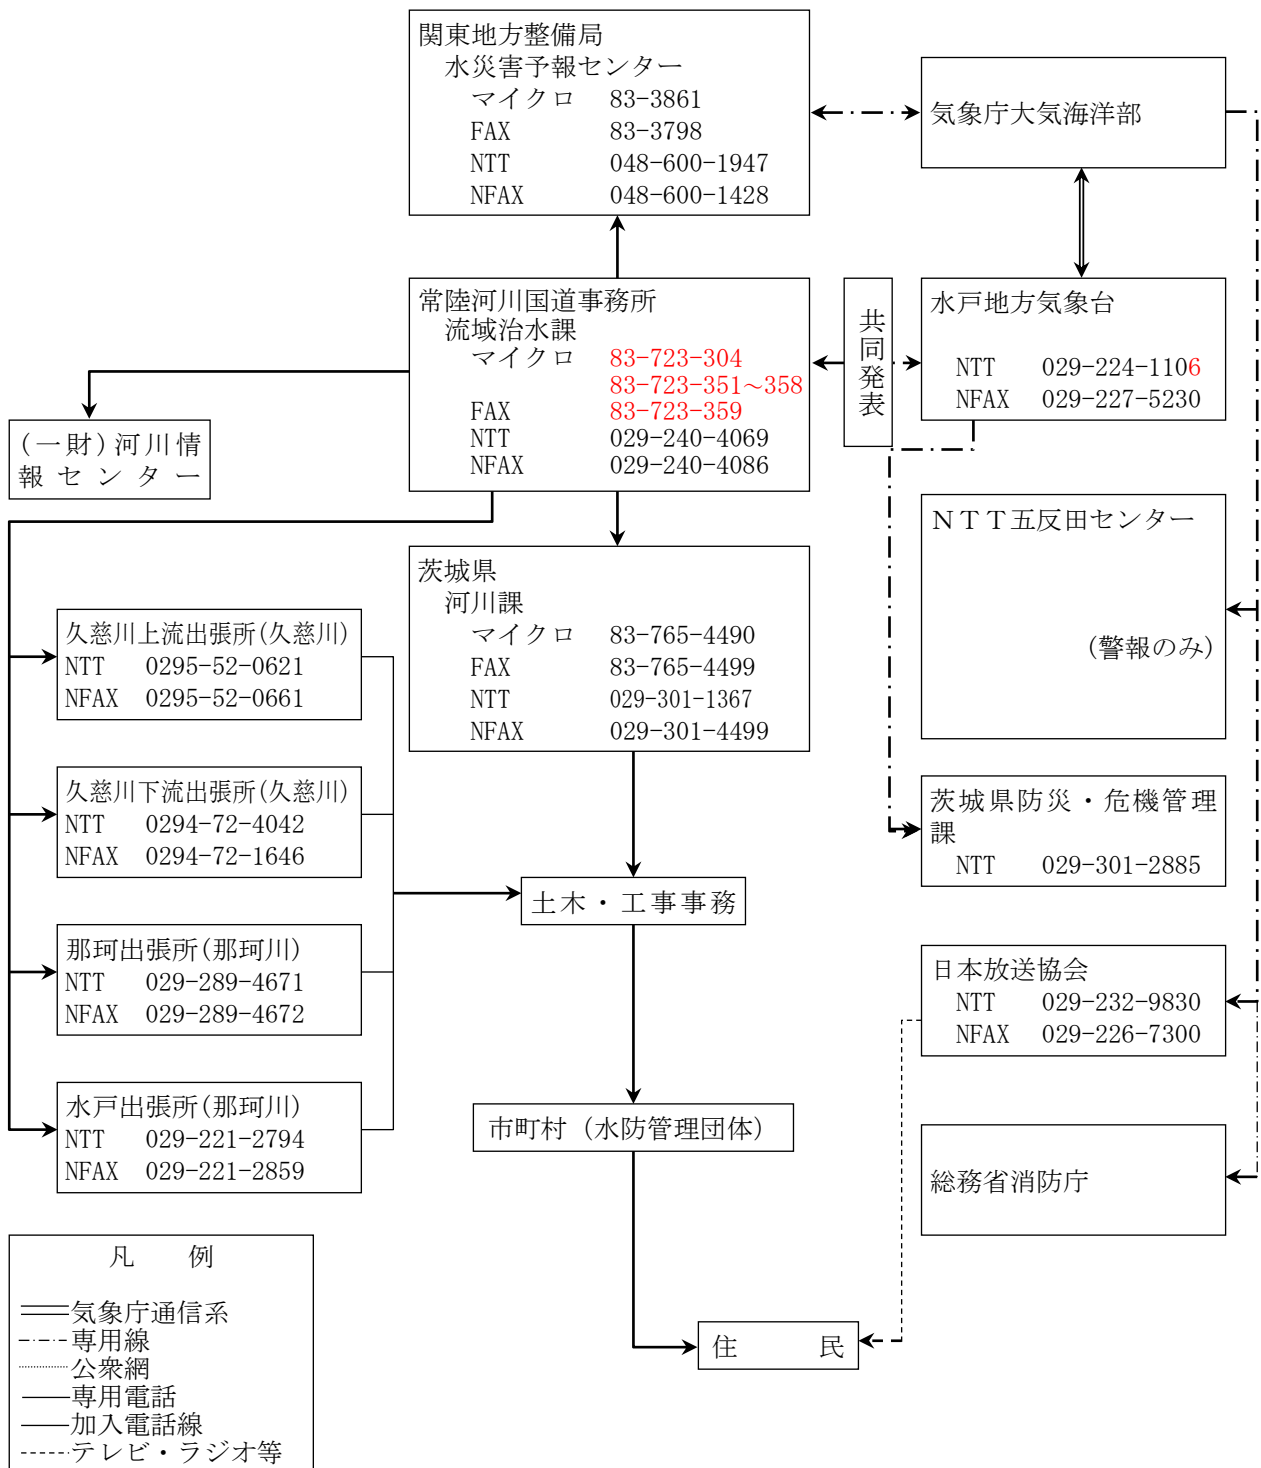 関東地方整備局
水災害予報センター
マイクロ 83-3861
FAX 83-3798
NTT 048-600-1947
NFAX 048-600-1428
気象庁大気海洋部
常陸河川国道事務所
流域治水課
マイクロ 83-723-304
83-723-351～358
FAX 83-723-359
NTT 029-240-4069
NFAX 029-240-4086
共同発表
水戸地方気象台
NTT 029-224-1106
NFAX 029-227-5230
(一財)河川情
報センター
ＮＴＴ五反田センター
(警報のみ)
茨城県
河川課
マイクロ 83-765-4490
FAX 83-765-4499
NTT 029-301-1367
NFAX 029-301-4499
久慈川上流出張所(久慈川)
NTT 0295-52-0621
NFAX 0295-52-0661
久慈川下流出張所(久慈川)
NTT 0294-72-4042
NFAX 0294-72-1646
茨城県防災・危機管理
課
NTT 029-301-2885
土木・工事事務
那珂出張所(那珂川)
NTT 029-289-4671
NFAX 029-289-4672
日本放送協会
NTT 029-232-9830
NFAX 029-226-7300
水戸出張所(那珂川)
NTT 029-221-2794
NFAX 029-221-2859
市町村（水防管理団体）
総務省消防庁
住 民
凡 例
気象庁通信系
専用線
公衆網
専用電話
加入電話線
テレビ・ラジオ等